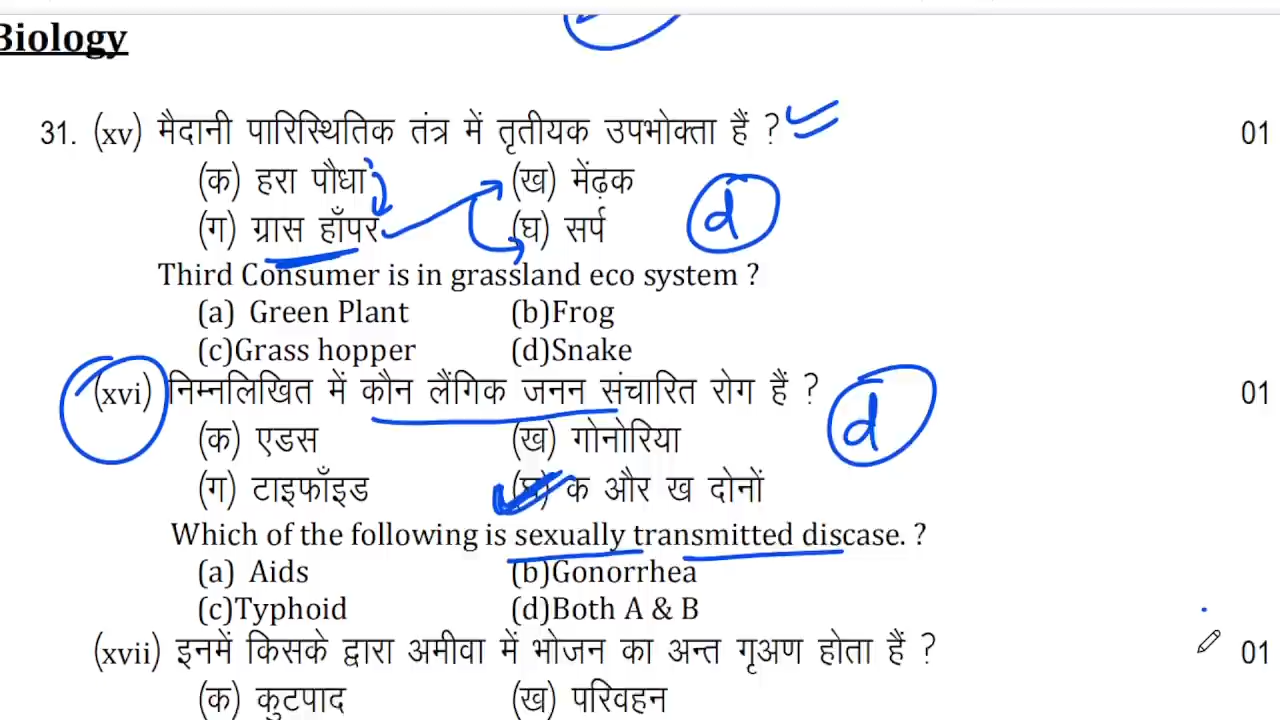 Biology
31. (xv) मैदानी पारिस्थितिक तंत्र में तृतीयक उपभोक्ता हैं ? 01
(क) हरा पौधा (ख) मेंढ़क
(ग) ग्रास हाँपर (घ) सर्प d
Third Consumer is in grassland eco system ?
(a) Green Plant (b)Frog
(c)Grass hopper (d)Snake
(xvi) निम्नलिखित में कौन लैंगिक जनन संचारित रोग हैं ? 01
(क) एडस (ख) गोनोरिया d
(ग) टाइफाँइड (घ) क और ख दोनों
Which of the following is sexually transmitted discase. ?
(a) Aids (b)Gonorrhea
(c)Typhoid (d)Both A & B
(xvii) इनमें किसके द्वारा अमीवा में भोजन का अन्त गृअण होता हैं ? 01
(क) कुटपाद (ख) परिवहन